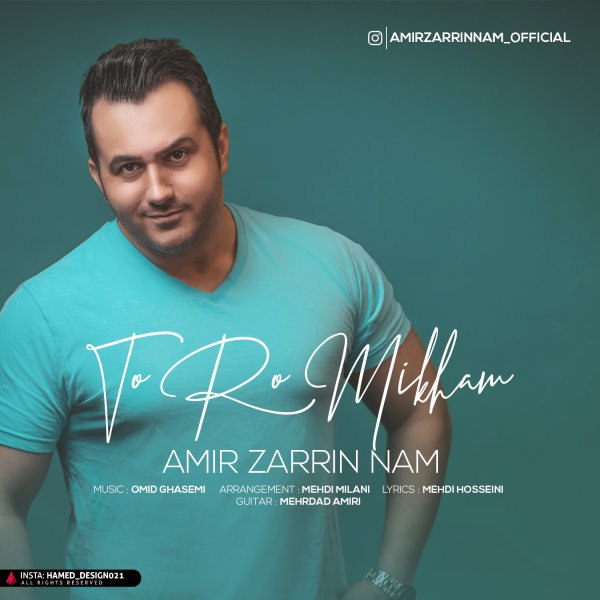 AMIRZARRINNAM_OFFICIAL
To Ro Mikham
AMIR ZARRIN NAM
MUSIC : OMID GHASEMI ARRANGEMENT : MEHDI MILANI LYRICS : MEHDI HOSSEINI
GUITAR : MEHRDAD AMIRI
INSTA: HAMED_DESIGN021
ALL RIGHTS RESERVED